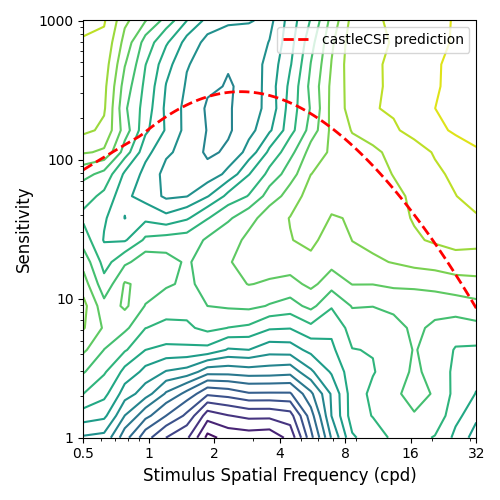 1000
castleCSF prediction
100
Sensitivity
10
1
0.5 1 2 4 8 16 32
Stimulus Spatial Frequency (cpd)